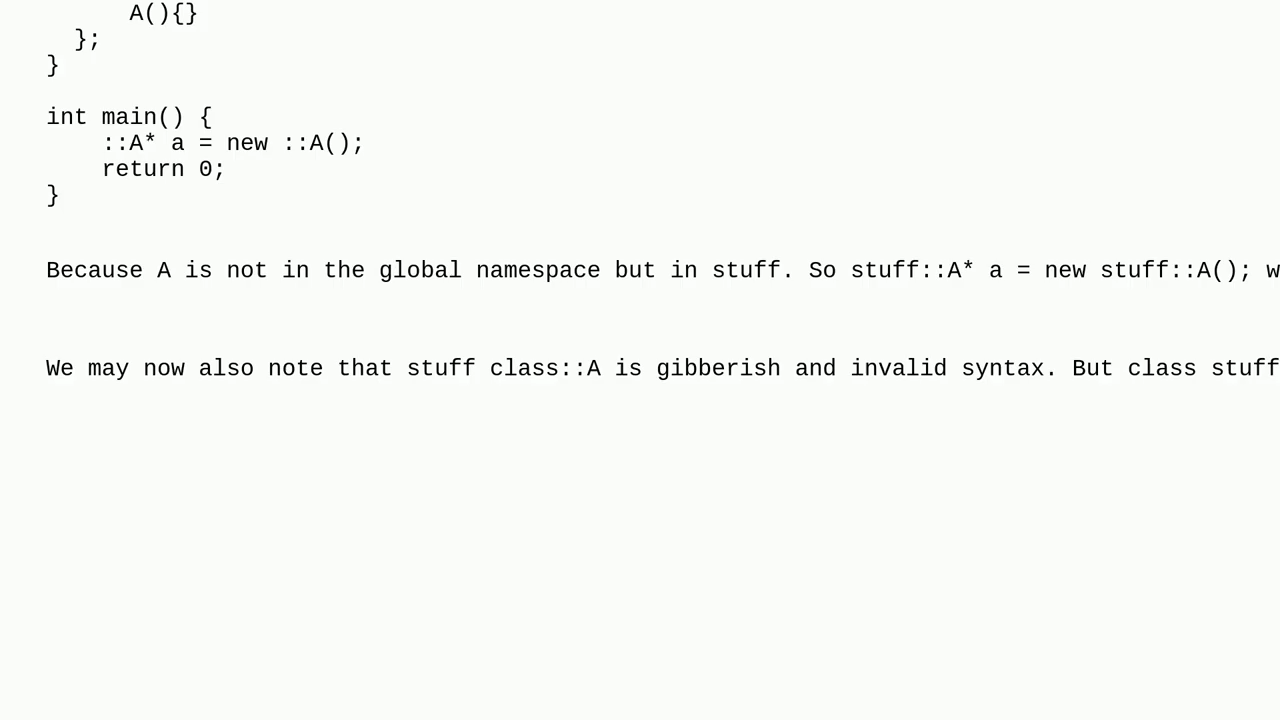 A(){}
};
}
int main() {
::A* a = new ::A();
return 0;
}
Because A is not in the global namespace but in stuff. So stuff::A* a = new stuff::A();
We may now also note that stuff class::A is gibberish and invalid syntax. But class stuff